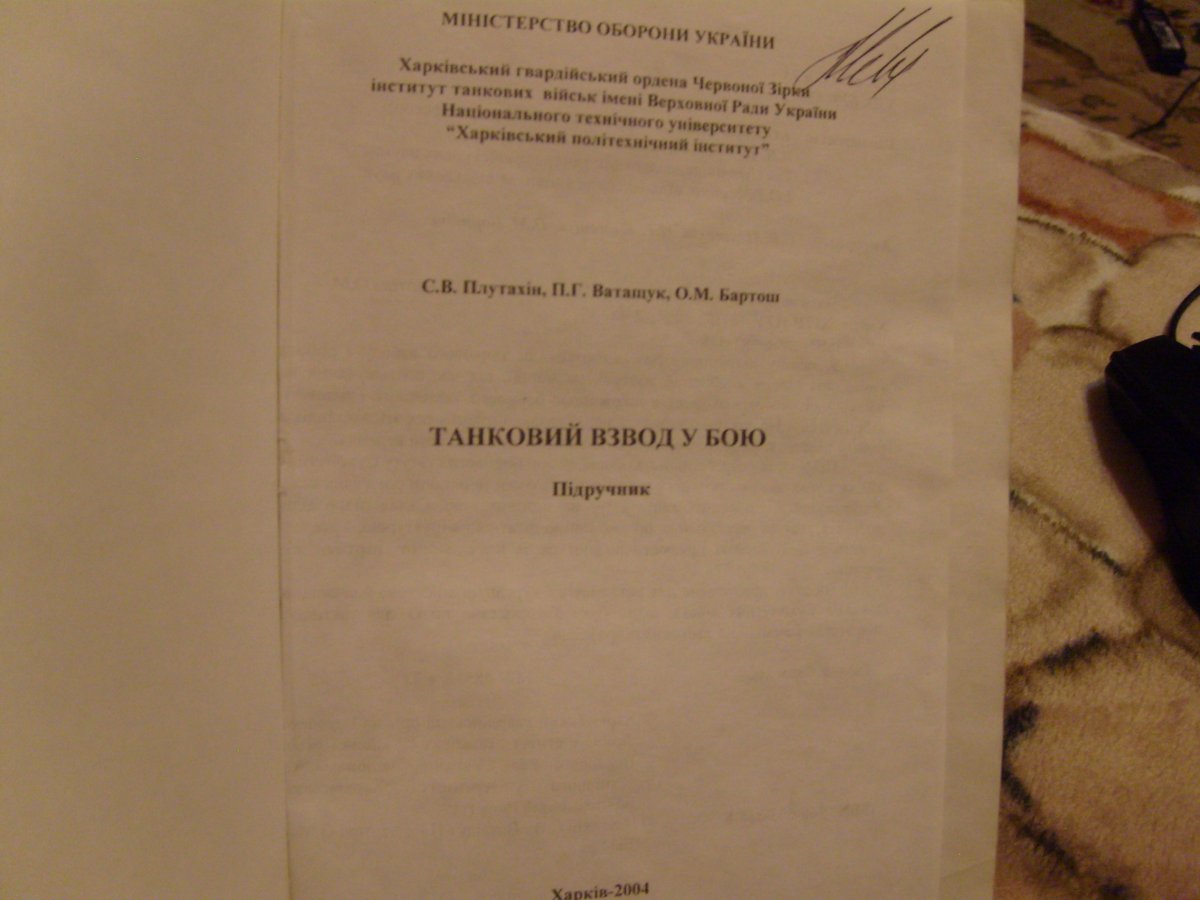 МІНІСТЕРСТВО ОБОРОНИ УКРАЇНИ
Харківський гвардійський ордена Червоної Зірки
інститут танкових військ імені Верховної Ради України
Національного технічного університету
“Харківський політехнічний інститут”
С.В. Плутахін, П.Г. Ватащук, О.М. Бартош
ТАНКОВИЙ ВЗВОД У БОЮ
Підручник
Харків-2004